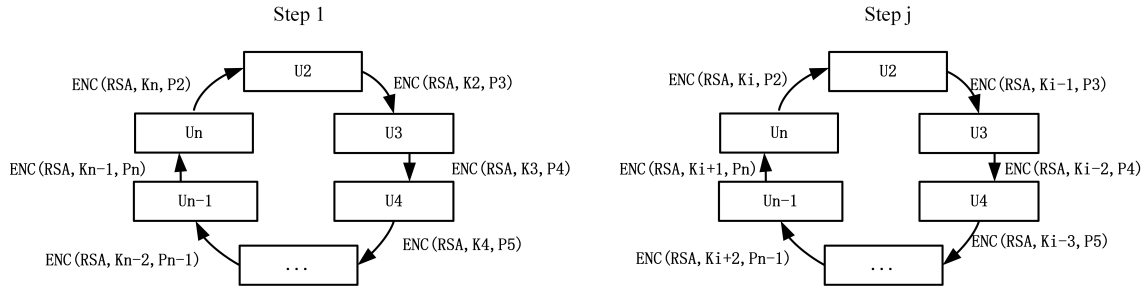 Step 1
U2
ENC(RSA, Kn, P2)
ENC(RSA, K2, P3)
Un
U3
ENC(RSA, Kn-1, Pn)
ENC(RSA, K3, P4)
Un-1
U4
ENC(RSA, K4, P5)
ENC(RSA, Kn-2, Pn-1)
...
Step j
U2
ENC(RSA, Ki, P2)
ENC(RSA, Ki-1, P3)
Un
U3
ENC(RSA, Ki+1, Pn)
ENC(RSA, Ki-2, P4)
Un-1
U4
ENC(RSA, Ki-3, P5)
ENC(RSA, Ki+2, Pn-1)
...